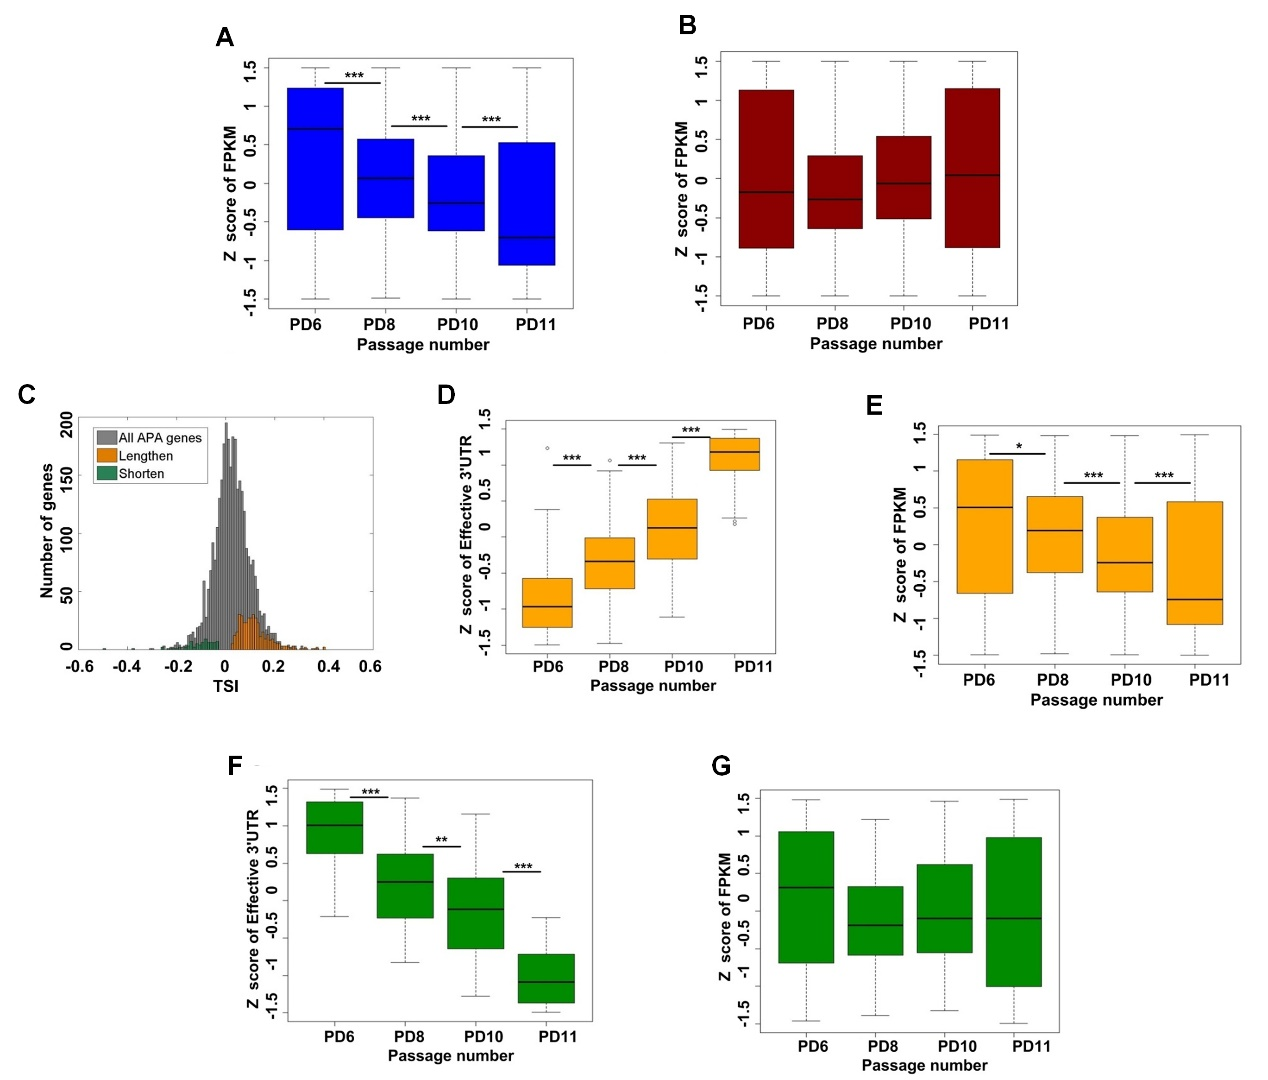 A
Z score of FPKM
1.5
1
0.5
0
-0.5
-1
-1.5
***
***
***
PD6 PD8 PD10 PD11
Passage number
B
Z score of FPKM
1.5
1
0.5
0
-0.5
-1
-1.5
PD6 PD8 PD10 PD11
Passage number
C
Number of genes
200
150
100
50
0
All APA genes
Lengthen
Shorten
-0.6 -0.4 -0.2 0 0.2 0.4 0.6
TSI
D
Z score of Effective 3'UTR
1.5
1
0.5
0
-0.5
-1
-1.5
***
***
***
PD6 PD8 PD10 PD11
Passage number
E
Z score of FPKM
1.5
1
0.5
0
-0.5
-1
-1.5
*
***
***
PD6 PD8 PD10 PD11
Passage number
F
Z score of Effective 3'UTR
1.5
1
0.5
0
-0.5
-1
-1.5
***
**
***
PD6 PD8 PD10 PD11
Passage number
G
Z score of FPKM
1.5
1
0.5
0
-0.5
-1
-1.5
PD6 PD8 PD10 PD11
Passage number